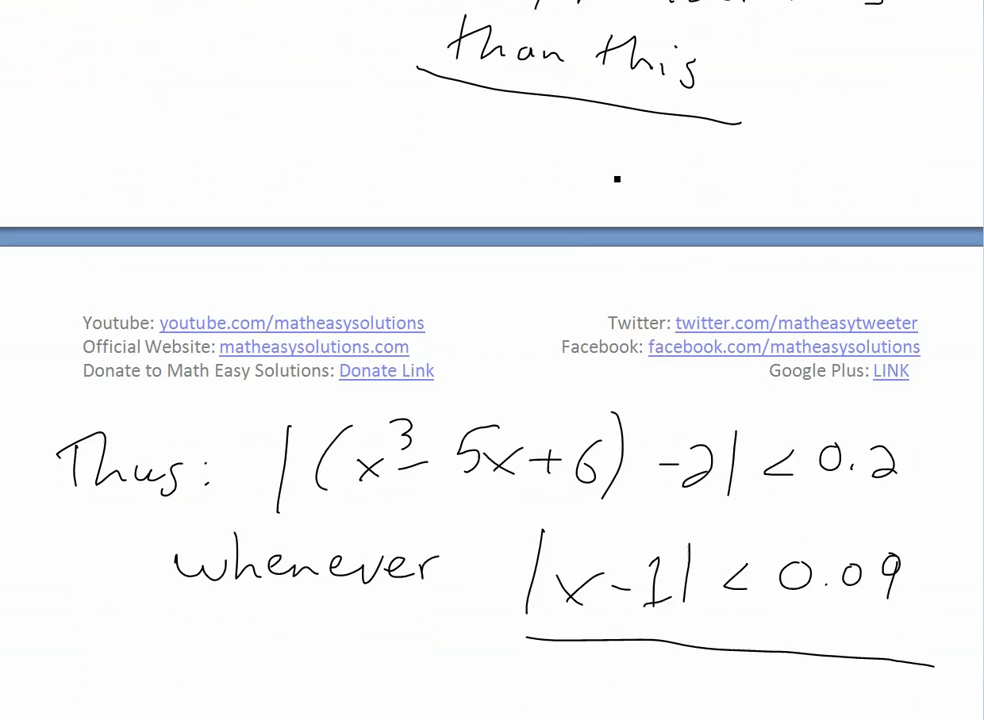 than this
Youtube: youtube.com/matheasysolutions
Official Website: matheasysolutions.com
Donate to Math Easy Solutions: Donate Link
Twitter: twitter.com/matheasytweeter
Facebook: facebook.com/matheasysolutions
Google Plus: LINK
Thus: |(x³ - 5x + 6) - 2| < 0.2
whenever |x - 1| < 0.09